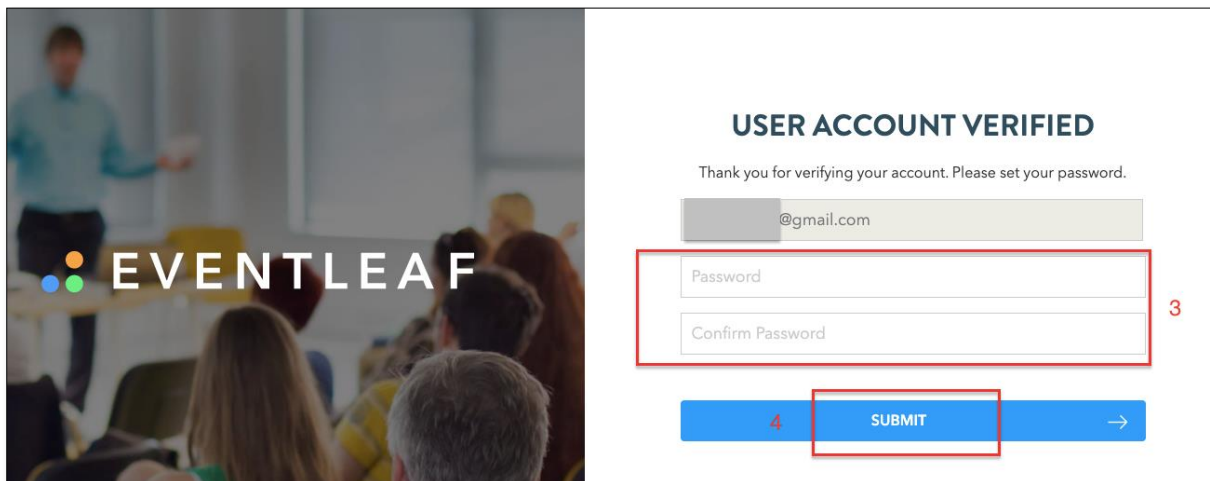 EVENTLEAF
USER ACCOUNT VERIFIED
Thank you for verifying your account. Please set your password.
@gmail.com
Password
3
Confirm Password
4
SUBMIT